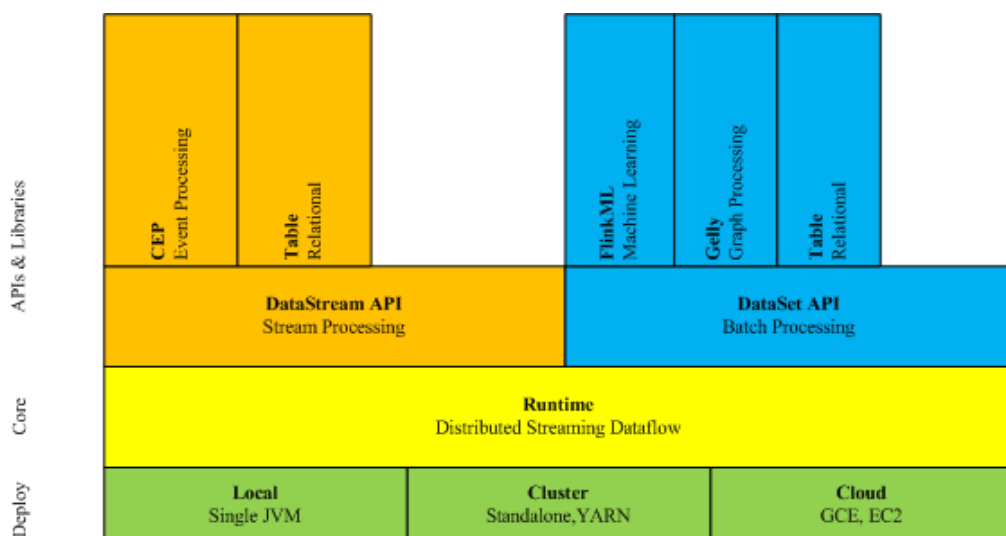 APIs & Libraries
CEP
Event Processing
Table
Relational
FlinkML
Machine Learning
Gelly
Graph Processing
Table
Relational
DataStream API
Stream Processing
DataSet API
Batch Processing
Core
Runtime
Distributed Streaming Dataflow
Deploy
Local
Single JVM
Cluster
Standalone,YARN
Cloud
GCE, EC2